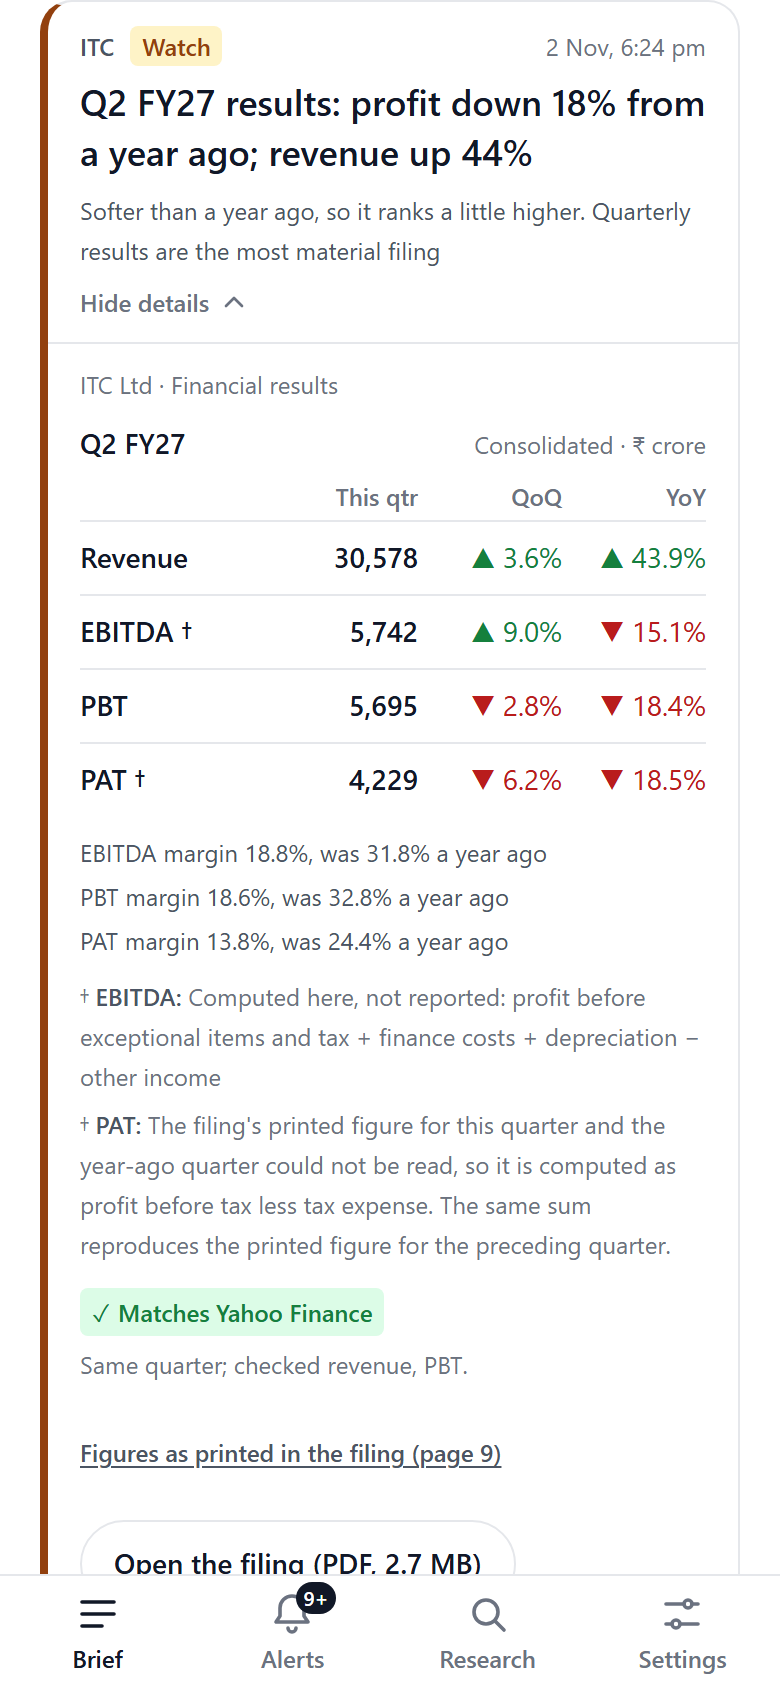 ITC Watch 2 Nov, 6:24 pm
Q2 FY27 results: profit down 18% from
a year ago; revenue up 44%
Softer than a year ago, so it ranks a little higher. Quarterly
results are the most material filing
Hide details
ITC Ltd · Financial results
Q2 FY27 Consolidated · ₹ crore
This qtr QoQ YoY
Revenue 30,578 ▲ 3.6% ▲ 43.9%
EBITDA † 5,742 ▲ 9.0% ▼ 15.1%
PBT 5,695 ▼ 2.8% ▼ 18.4%
PAT † 4,229 ▼ 6.2% ▼ 18.5%
EBITDA margin 18.8%, was 31.8% a year ago
PBT margin 18.6%, was 32.8% a year ago
PAT margin 13.8%, was 24.4% a year ago
† EBITDA: Computed here, not reported: profit before
exceptional items and tax + finance costs + depreciation −
other income
† PAT: The filing's printed figure for this quarter and the
year-ago quarter could not be read, so it is computed as
profit before tax less tax expense. The same sum
reproduces the printed figure for the preceding quarter.
✓ Matches Yahoo Finance
Same quarter; checked revenue, PBT.
Figures as printed in the filing (page 9)
Open the filing (PDF, 2.7 MB)
9+
Brief Alerts Research Settings